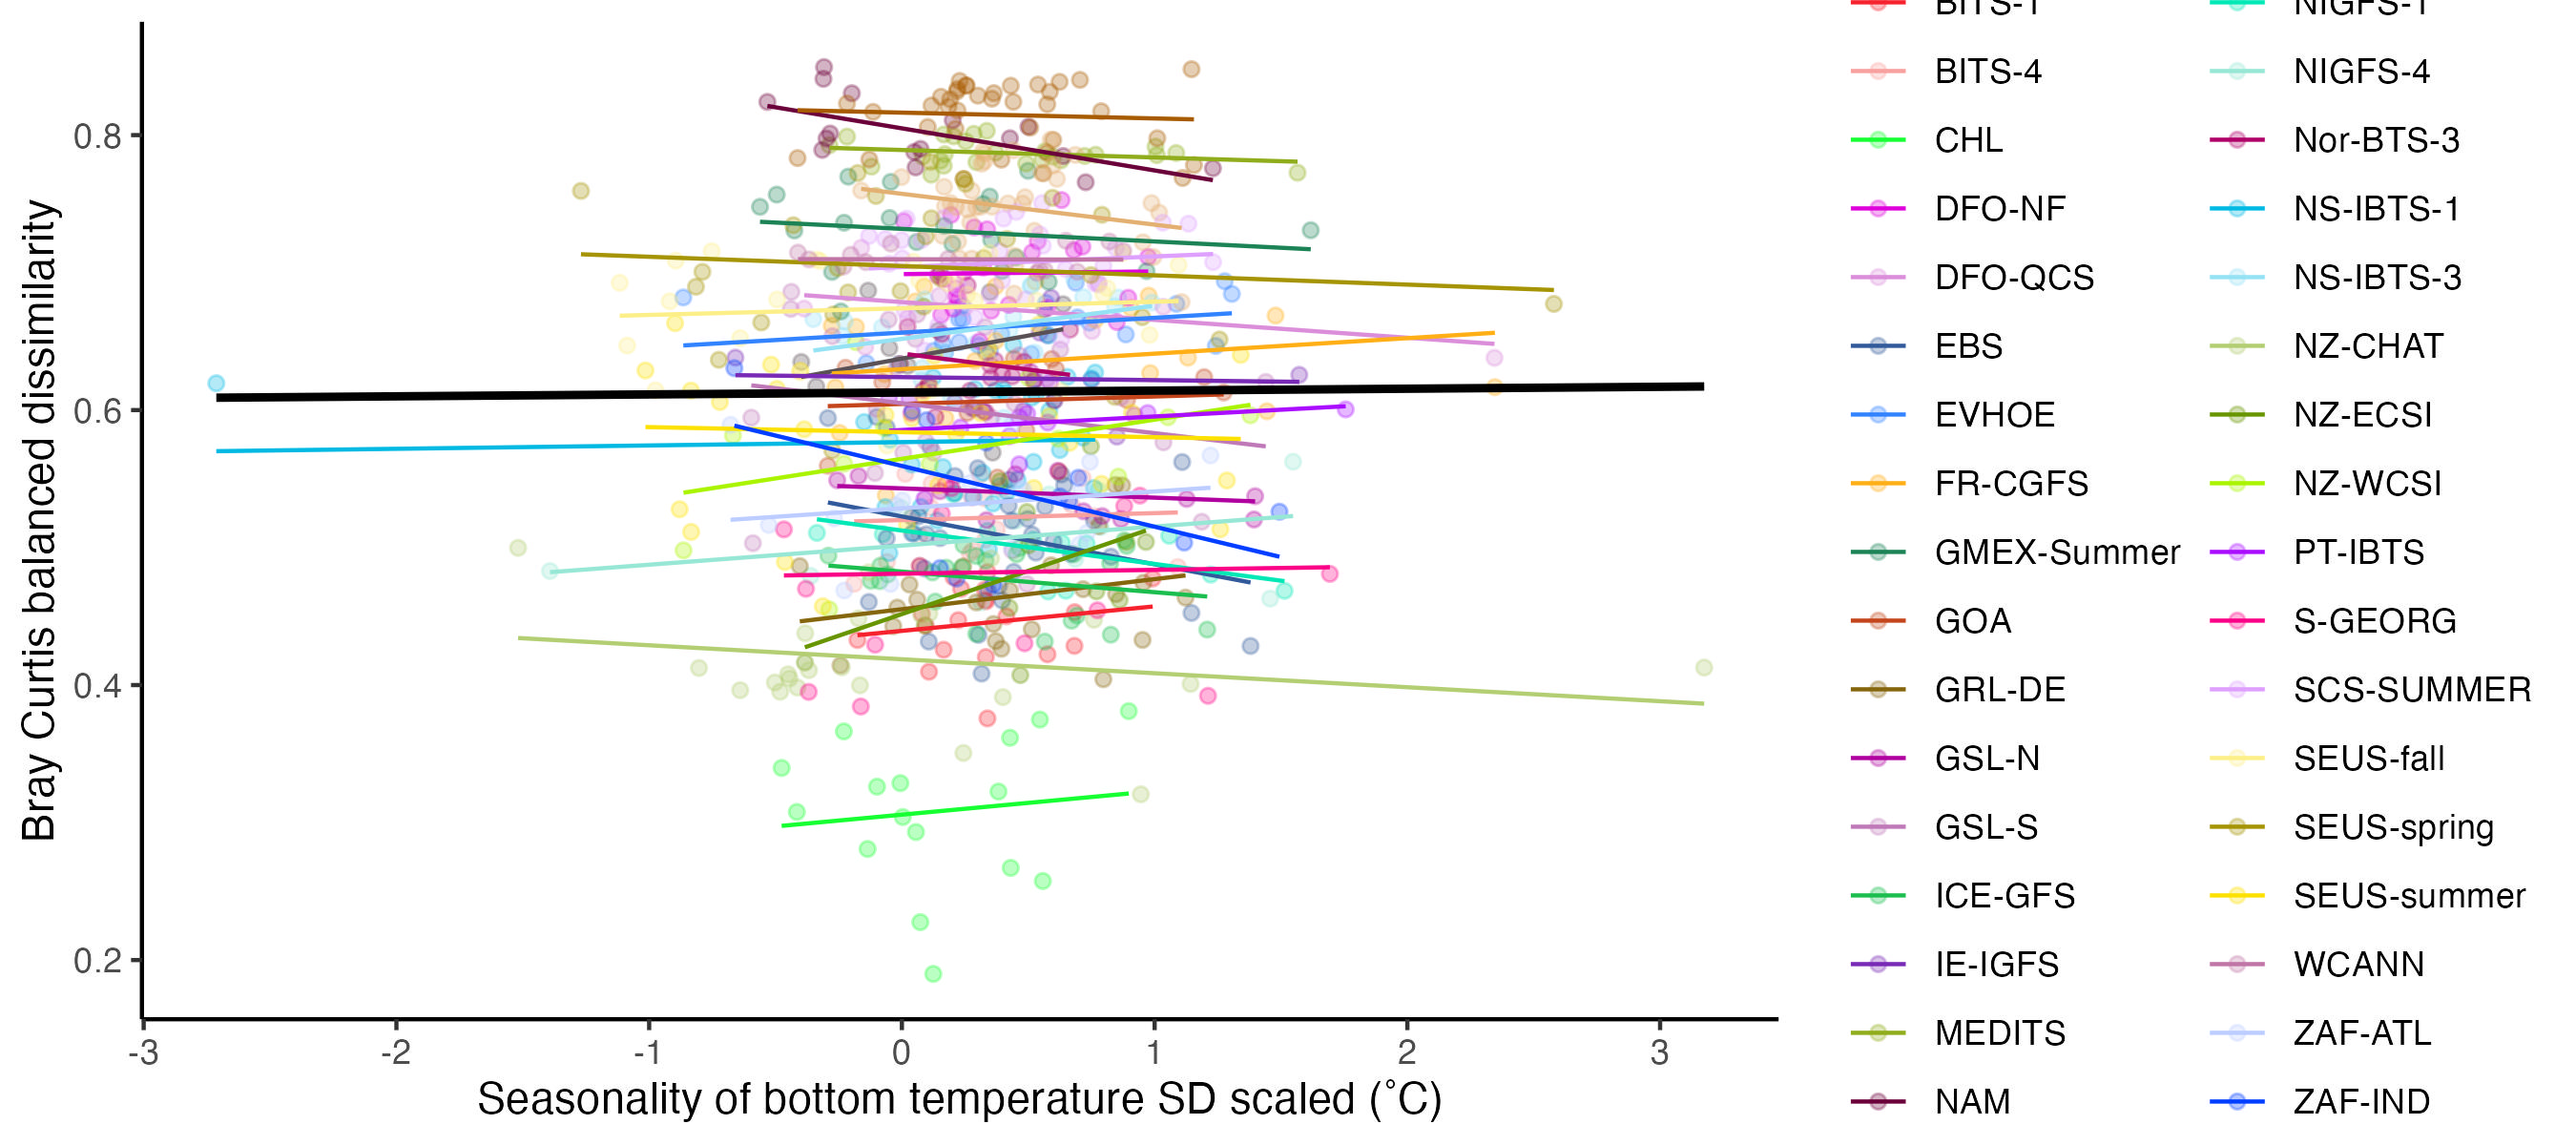 BITS-1 NIGFS-1
BITS-4 NIGFS-4
CHL Nor-BTS-3
DFO-NF NS-IBTS-1
DFO-QCS NS-IBTS-3
EBS NZ-CHAT
EVHOE NZ-ECSI
FR-CGFS NZ-WCSI
GMEX-Summer PT-IBTS
GOA S-GEORG
GRL-DE SCS-SUMMER
GSL-N SEUS-fall
GSL-S SEUS-spring
ICE-GFS SEUS-summer
IE-IGFS WCANN
MEDITS ZAF-ATL
NAM ZAF-IND
Bray Curtis balanced dissimilarity
0.8
0.6
0.4
0.2
-3 -2 -1 0 1 2 3
Seasonality of bottom temperature SD scaled (˚C)